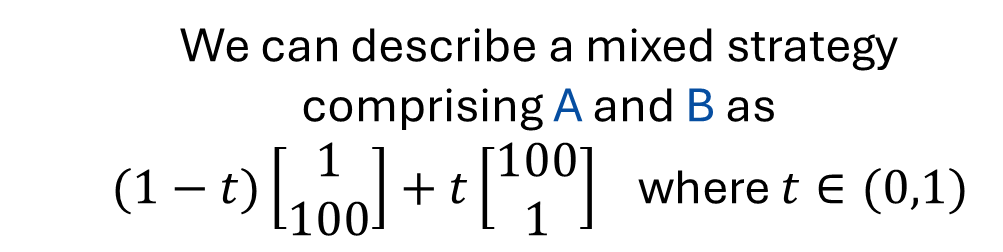 We can describe a mixed strategy
comprising A and B as
(1 − t) [1 100] + t [100 1] where t ∈ (0,1)